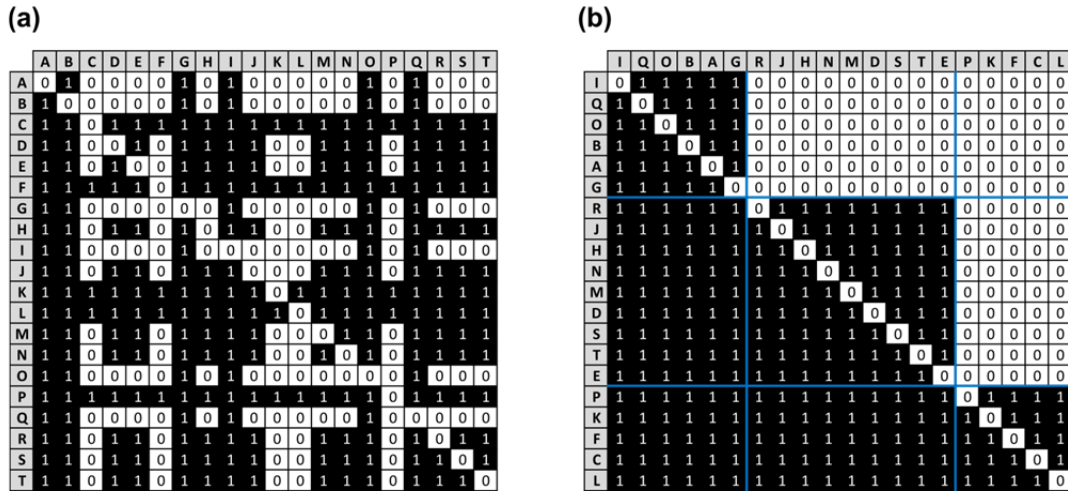 (a)
A B C D E F G H I J K L M N O P Q R S T
A 0 1 0 0 0 0 1 0 1 0 0 0 0 0 1 0 1 0 0 0
B 1 0 0 0 0 0 1 0 1 0 0 0 0 0 1 0 1 0 0 0
C 1 1 0 1 1 1 1 1 1 1 1 1 1 1 1 1 1 1 1 1
D 1 1 0 0 1 0 1 1 1 1 0 0 1 1 1 0 1 1 1 1
E 1 1 0 1 0 0 1 1 1 1 0 0 1 1 1 0 1 1 1 1
F 1 1 1 1 1 0 1 1 1 1 1 1 1 1 1 1 1 1 1 1
G 1 1 0 0 0 0 0 0 1 0 0 0 0 0 1 0 1 0 0 0
H 1 1 0 1 1 0 1 0 1 1 0 0 1 1 1 0 1 1 1 1
I 1 1 0 0 0 0 1 0 0 0 0 0 0 0 1 0 1 0 0 0
J 1 1 0 1 1 0 1 1 1 0 0 0 1 1 1 0 1 1 1 1
K 1 1 1 1 1 1 1 1 1 1 0 1 1 1 1 1 1 1 1 1
L 1 1 1 1 1 1 1 1 1 1 1 0 1 1 1 1 1 1 1 1
M 1 1 0 1 1 0 1 1 1 1 0 0 0 1 1 0 1 1 1 1
N 1 1 0 1 1 0 1 1 1 1 0 0 1 0 1 0 1 1 1 1
O 1 1 0 0 0 0 1 0 1 0 0 0 0 0 0 0 1 0 0 0
P 1 1 1 1 1 1 1 1 1 1 1 1 1 1 1 0 1 1 1 1
Q 1 1 0 0 0 0 1 0 1 0 0 0 0 0 1 0 0 0 0 0
R 1 1 0 1 1 0 1 1 1 1 0 0 1 1 1 0 1 0 1 1
S 1 1 0 1 1 0 1 1 1 1 0 0 1 1 1 0 1 1 0 1
T 1 1 0 1 1 0 1 1 1 1 0 0 1 1 1 0 1 1 1 0
(b)
I Q O B A G R J H N M D S T E P K F C L
I 0 1 1 1 1 1 0 0 0 0 0 0 0 0 0 0 0 0 0 0
Q 1 0 1 1 1 1 0 0 0 0 0 0 0 0 0 0 0 0 0 0
O 1 1 0 1 1 1 0 0 0 0 0 0 0 0 0 0 0 0 0 0
B 1 1 1 0 1 1 0 0 0 0 0 0 0 0 0 0 0 0 0 0
A 1 1 1 1 0 1 0 0 0 0 0 0 0 0 0 0 0 0 0 0
G 1 1 1 1 1 0 0 0 0 0 0 0 0 0 0 0 0 0 0 0
R 1 1 1 1 1 1 0 1 1 1 1 1 1 1 1 0 0 0 0 0
J 1 1 1 1 1 1 1 0 1 1 1 1 1 1 1 0 0 0 0 0
H 1 1 1 1 1 1 1 1 0 1 1 1 1 1 1 0 0 0 0 0
N 1 1 1 1 1 1 1 1 1 0 1 1 1 1 1 0 0 0 0 0
M 1 1 1 1 1 1 1 1 1 1 0 1 1 1 1 0 0 0 0 0
D 1 1 1 1 1 1 1 1 1 1 1 0 1 1 1 0 0 0 0 0
S 1 1 1 1 1 1 1 1 1 1 1 1 0 1 1 0 0 0 0 0
T 1 1 1 1 1 1 1 1 1 1 1 1 1 0 1 0 0 0 0 0
E 1 1 1 1 1 1 1 1 1 1 1 1 1 1 0 0 0 0 0 0
P 1 1 1 1 1 1 1 1 1 1 1 1 1 1 1 0 1 1 1 1
K 1 1 1 1 1 1 1 1 1 1 1 1 1 1 1 1 0 1 1 1
F 1 1 1 1 1 1 1 1 1 1 1 1 1 1 1 1 1 0 1 1
C 1 1 1 1 1 1 1 1 1 1 1 1 1 1 1 1 1 1 0 1
L 1 1 1 1 1 1 1 1 1 1 1 1 1 1 1 1 1 1 1 0